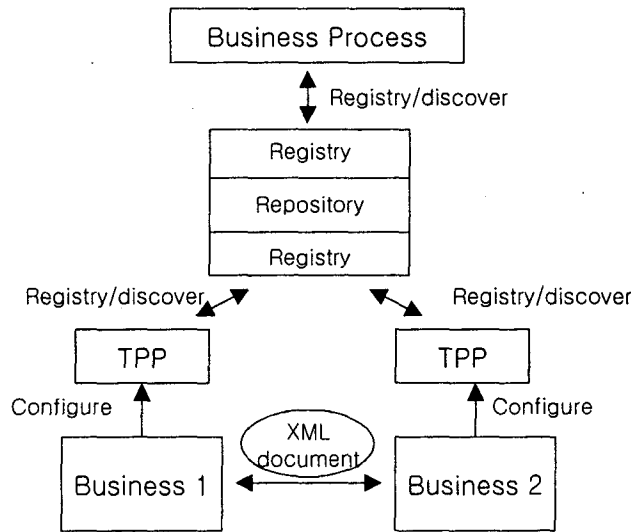 Business Process
Registry/discover
Registry
Repository
Registry
Registry/discover
Registry/discover
TPP
TPP
Configure
Configure
XML
document
Business 1
Business 2